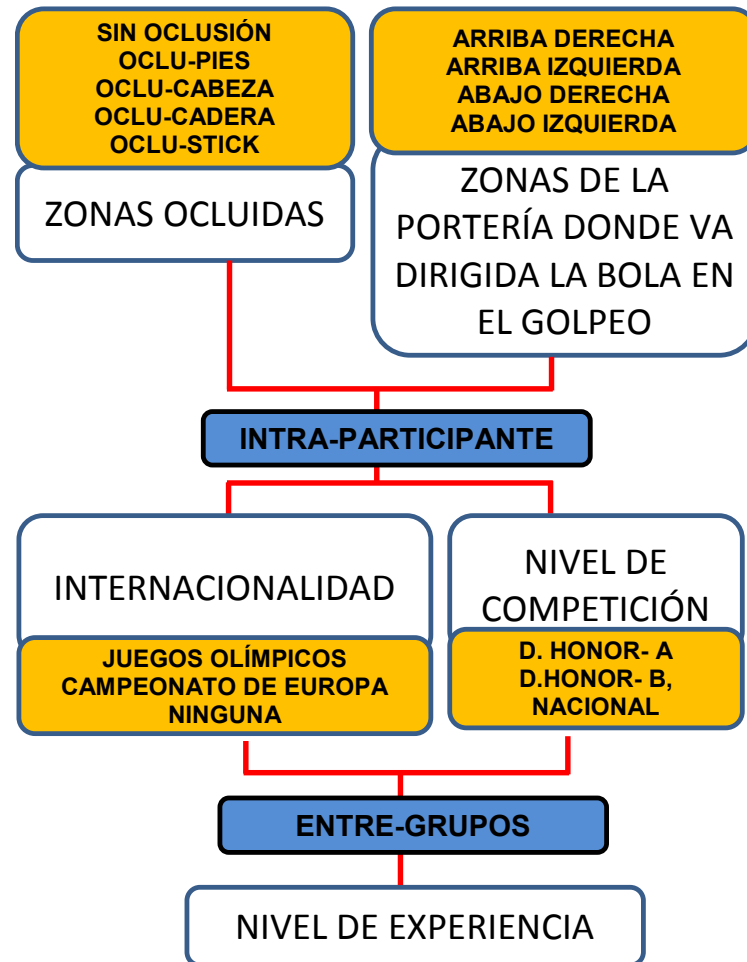 SIN OCLUSIÓN
OCLU-PIES
OCLU-CABEZA
OCLU-CADERA
OCLU-STICK
ZONAS OCLUIDAS
ARRIBA DERECHA
ARRIBA IZQUIERDA
ABAJO DERECHA
ABAJO IZQUIERDA
ZONAS DE LA
PORTERÍA DONDE VA
DIRIGIDA LA BOLA EN
EL GOLPEO
INTRA-PARTICIPANTE
INTERNACIONALIDAD
JUEGOS OLÍMPICOS
CAMPEONATO DE EUROPA
NINGUNA
NIVEL DE
COMPETICIÓN
D. HONOR- A
D.HONOR- B,
NACIONAL
ENTRE-GRUPOS
NIVEL DE EXPERIENCIA